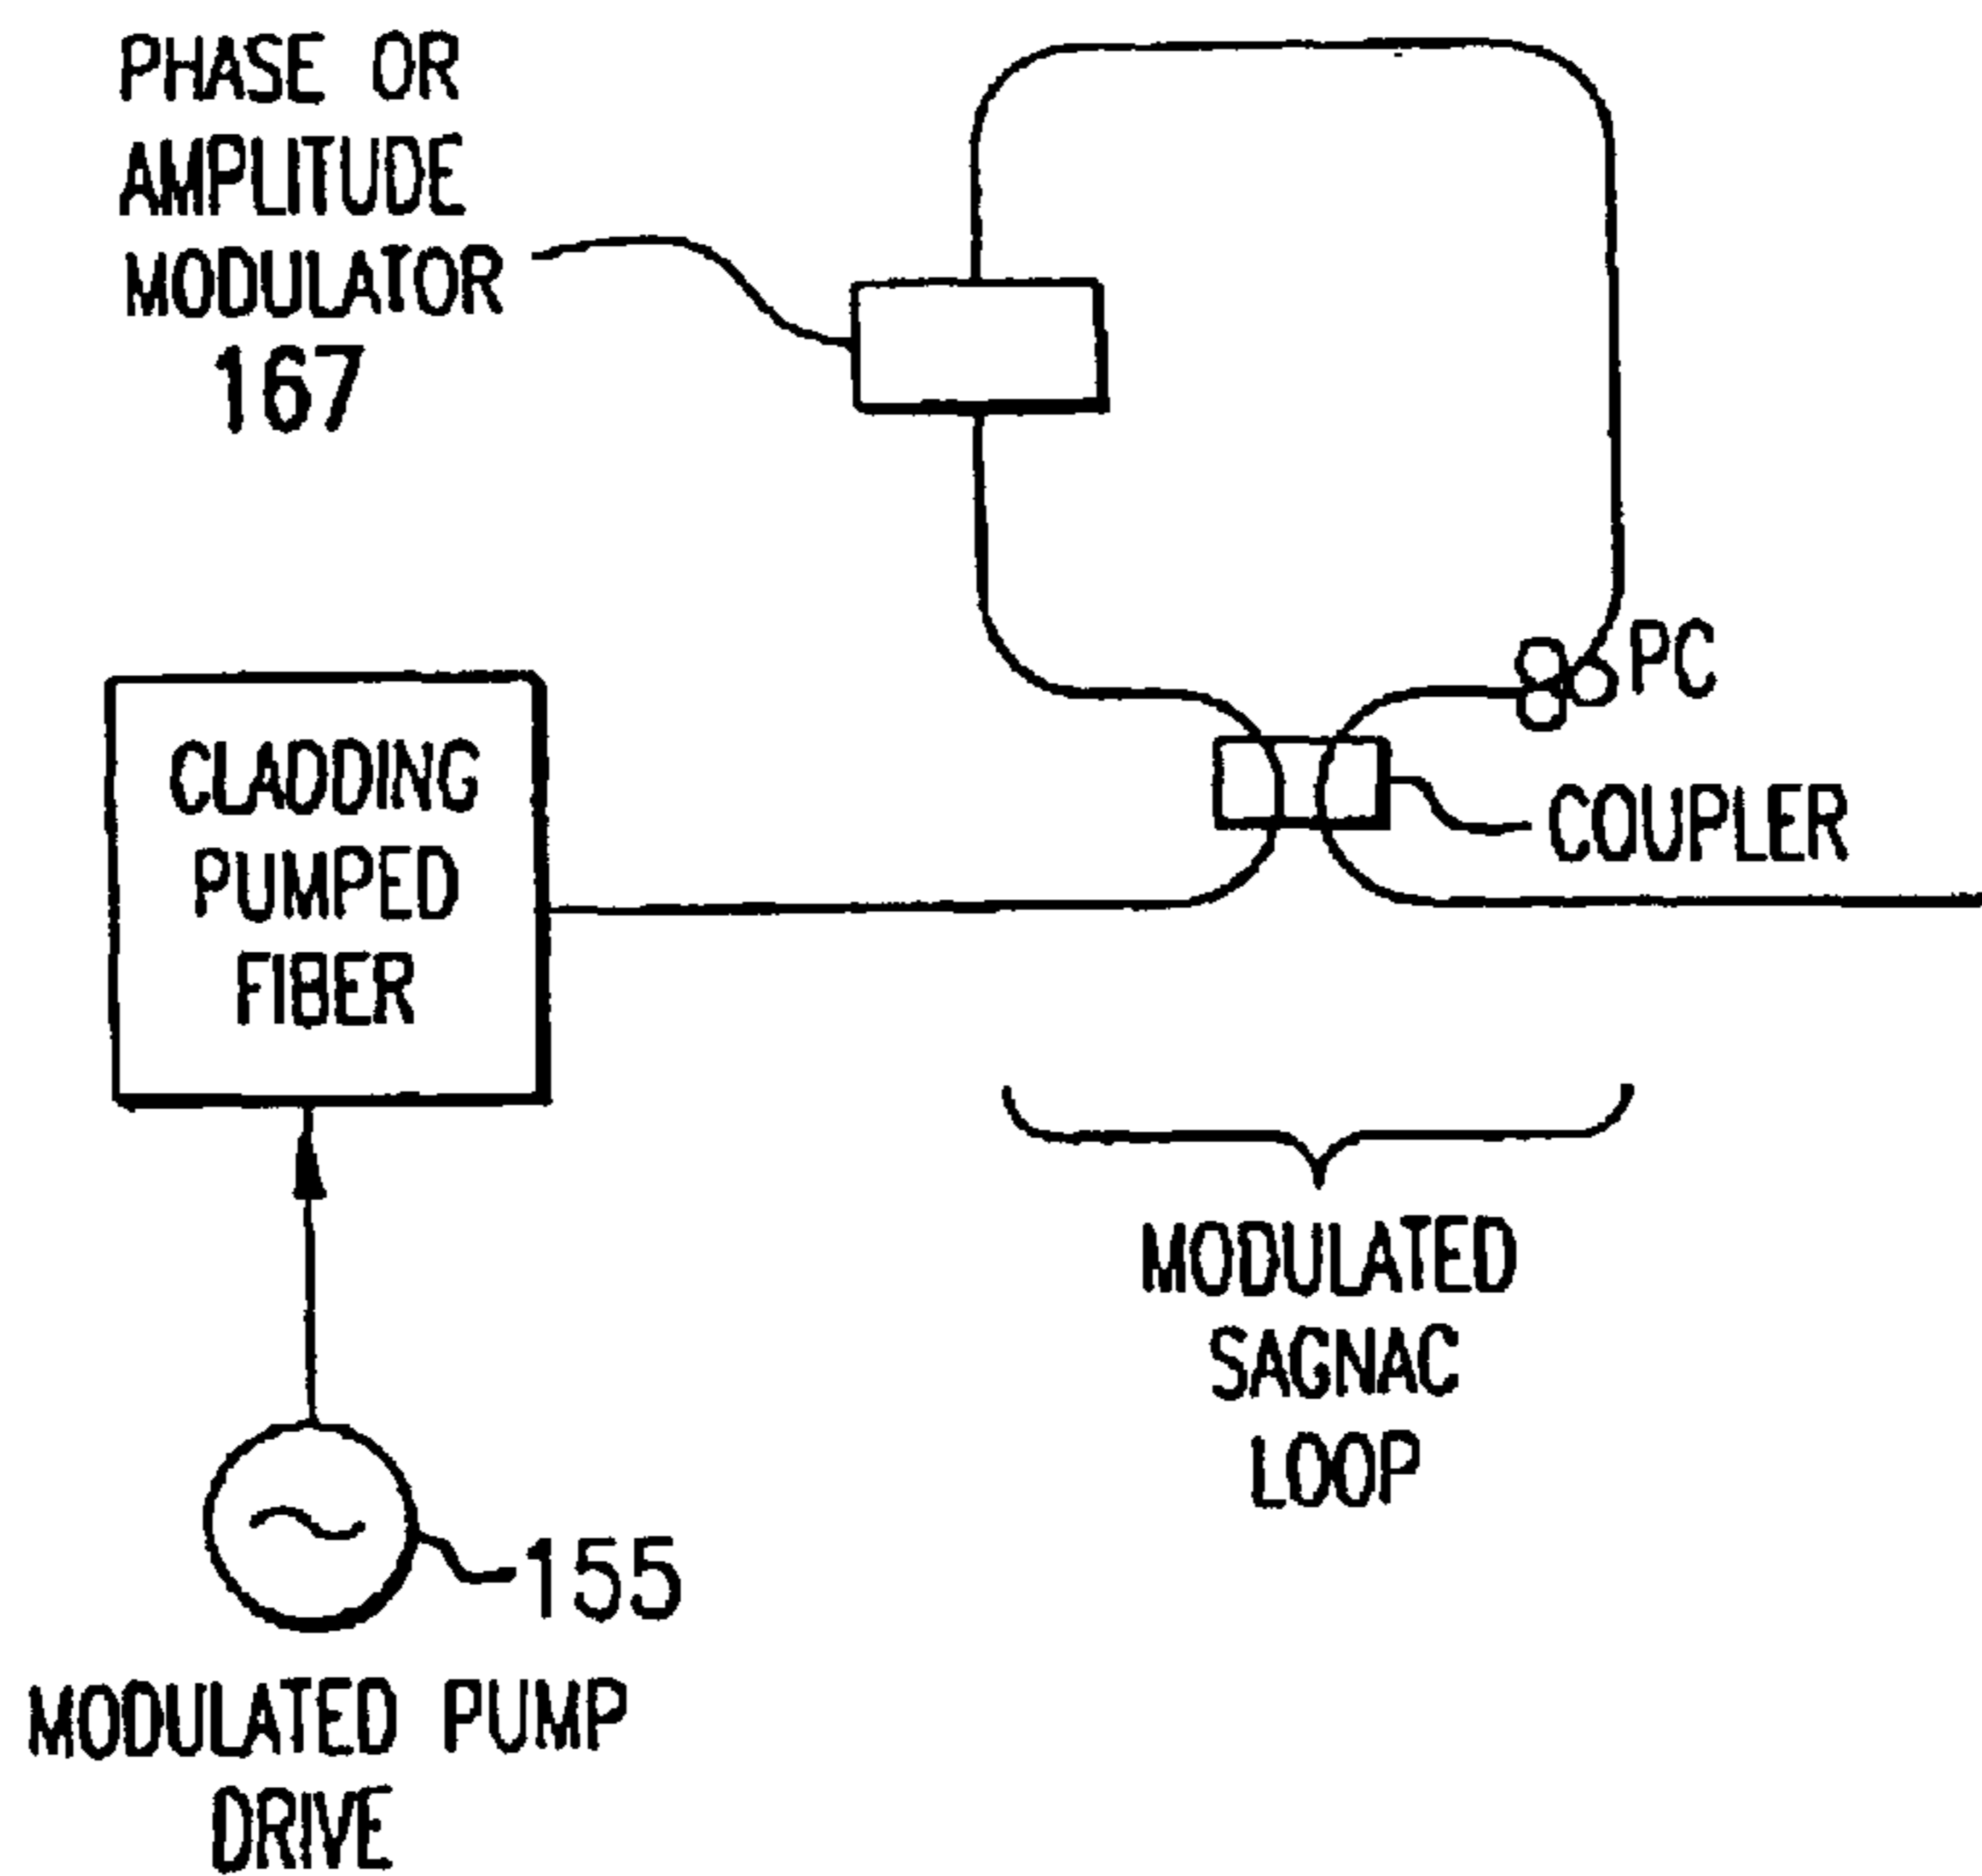 PHASE OR
AMPLITUDE
MODULATOR
167
PC
COUPLER
CLADDING
PUMPED
FIBER
MODULATED
SAGNAC
LOOP
155
MODULATED PUMP
DRIVE